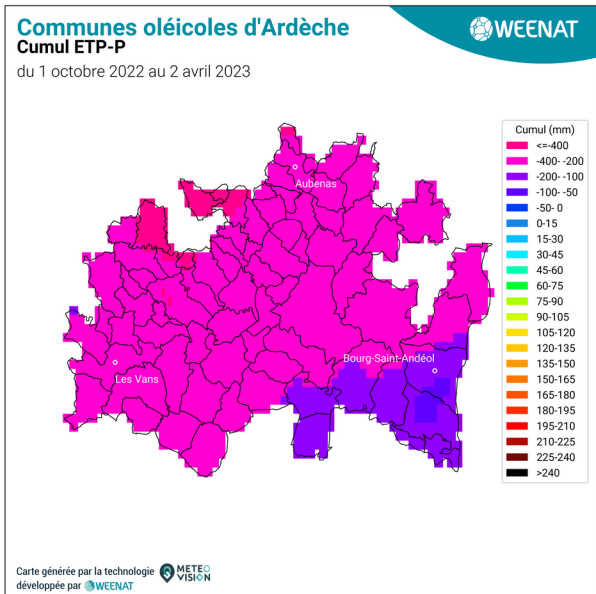 Communes oléicoles d'Ardèche
Cumul ETP-P
du 1 octobre 2022 au 2 avril 2023
WEENAT
Aubenas
Bourg-Saint-Andéol
Les Vans
Cumul (mm)
<=-400
-400 -200
-200 -100
-100 -50
-50- 0
0-15
15-30
30-45
45-60
60-75
75-90
90-105
105-120
120-135
135-150
150-165
165-180
180-195
195-210
210-225
225-240
>240
Carte générée par la technologie METEO VISION
développée par WEENAT